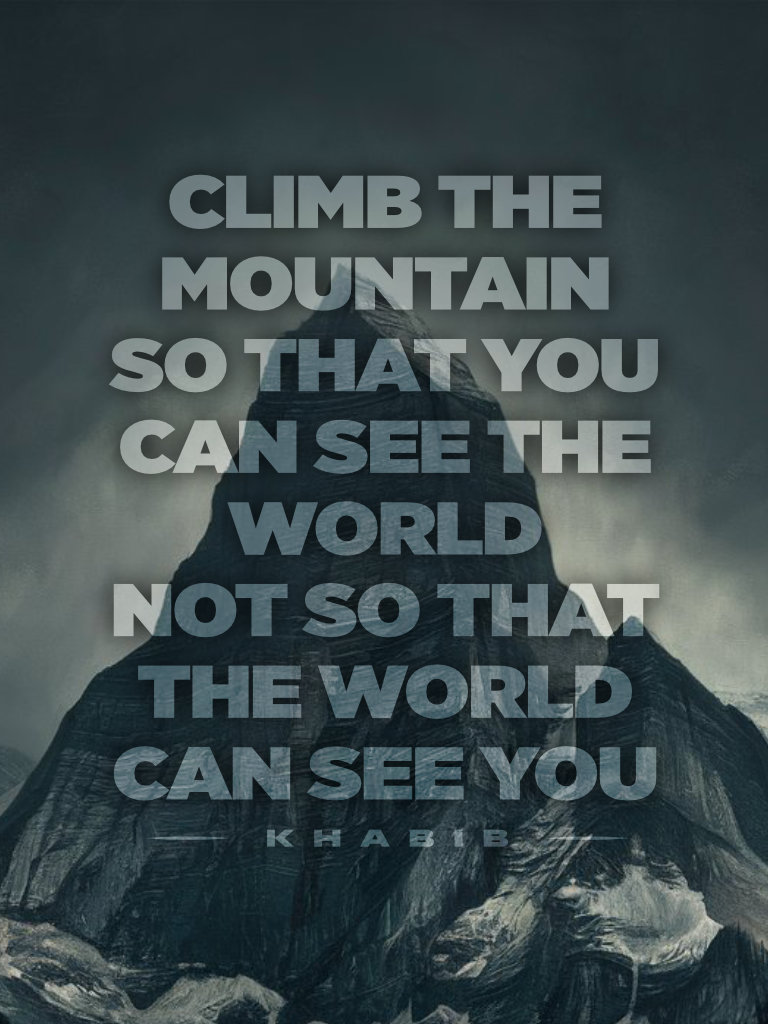 CLIMB THE
MOUNTAIN
SO THAT YOU
CAN SEE THE
WORLD
NOT SO THAT
THE WORLD
CAN SEE YOU
KHABIB